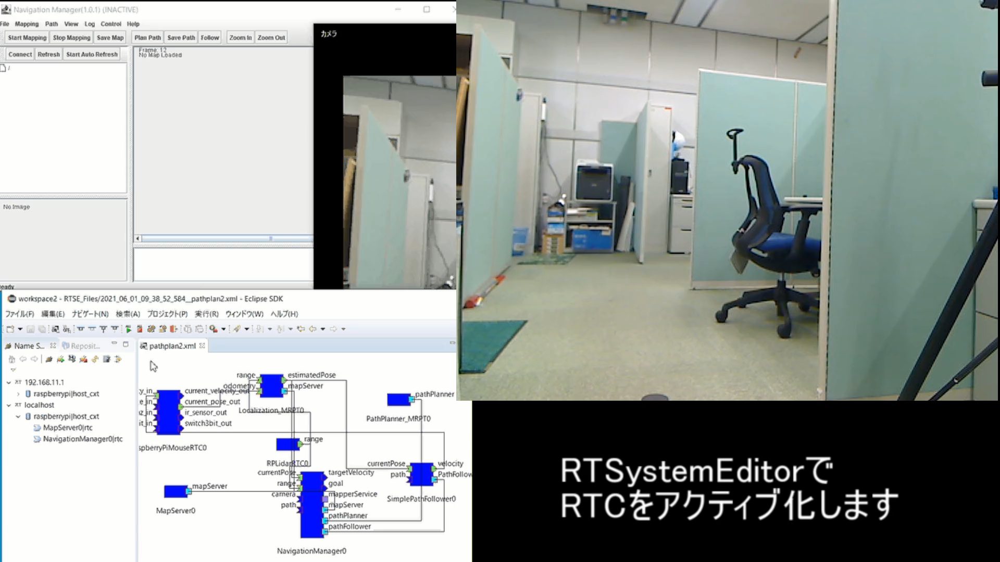 Navigation Manager(1.0.1) (INACTIVE)
File Mapping Path View Log Control Help
Start Mapping Stop Mapping Save Map Plan Path Save Path Follow Zoom In Zoom Out
Connect Refresh Start Auto Refresh
/
Frame: 12
No Map Loaded
No Image
eady
カメラ
workspace2 - RTSE_Files/2021_06_01_09_38_52_584__pathplan2.xml - Eclipse SDK
ファイル(F) 編集(E) ナビゲート(N) 検索(A) プロジェクト(P) 実行(R) ウィンドウ(W) ヘルプ(H)
Name S... Reposit... pathplan2.xml
192.168.11.1
raspberrypi|host_cxt
localhost
raspberrypi|host_cxt
MapServer0|rtc
NavigationManager0|rtc
y_in
e_in
nz_in
it_in
current_velocity_out
current_pose_out
ir_sensor_out
switch3bit_out
spberryPiMouseRTC0
range
odometry
estimatedPose
mapServer
Localization_MRPT0
pathPlanner
PathPlanner_MRPT0
range
RPLidarRTC0
mapServer
MapServer0
currentPose
range
camera
path
targetVelocity
goal
mapperService
mapServer
pathPlanner
pathFollower
NavigationManager0
currentPose
path
velocity
PathFollow
SimplePathFollower0
RTSystemEditorで
RTCをアクティブ化します